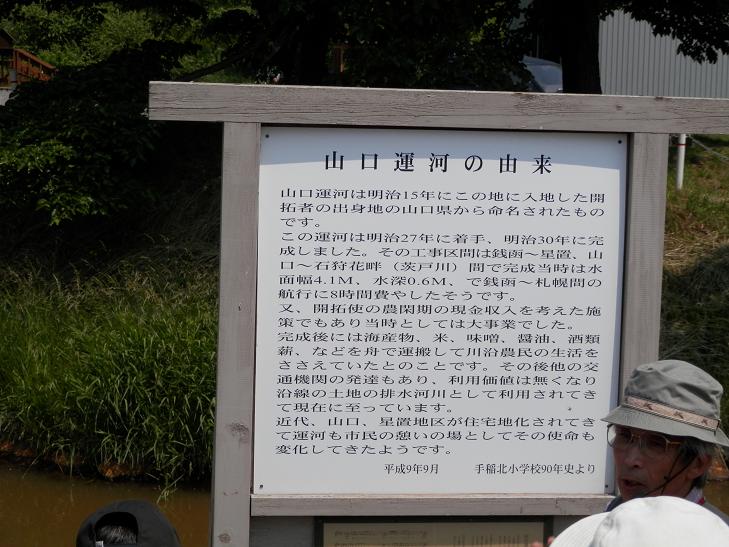 山口運河の由来
山口運河は明治15年にこの地に入地した開
拓者の出身地の山口県から命名されたもの
です。
この運河は明治27年に着手、明治30年に完
成しました。その工事区間は銭函～星置、山
口～石狩花畔（茨戸川）間で完成当時は水
面幅4.1M、水深0.6M、で銭函～札幌間の
航行に8時間費やしたそうです。
又、開拓使の農閑期の現金収入を考えた施
策でもあり当時としては大事業でした。
完成後には海産物、米、味噌、醤油、酒類
薪、などを舟で運搬して川沿農民の生活を
ささえていたとのことです。その後他の交
通機関の発達もあり、利用価値は無くなり
沿線の土地の排水河川として利用されてき
て現在に至っています。
近代、山口、星置地区が住宅地化されてき
て運河も市民の憩いの場としてその使命も
変化してきたようです。
平成9年9月 手稲北小学校90年史より